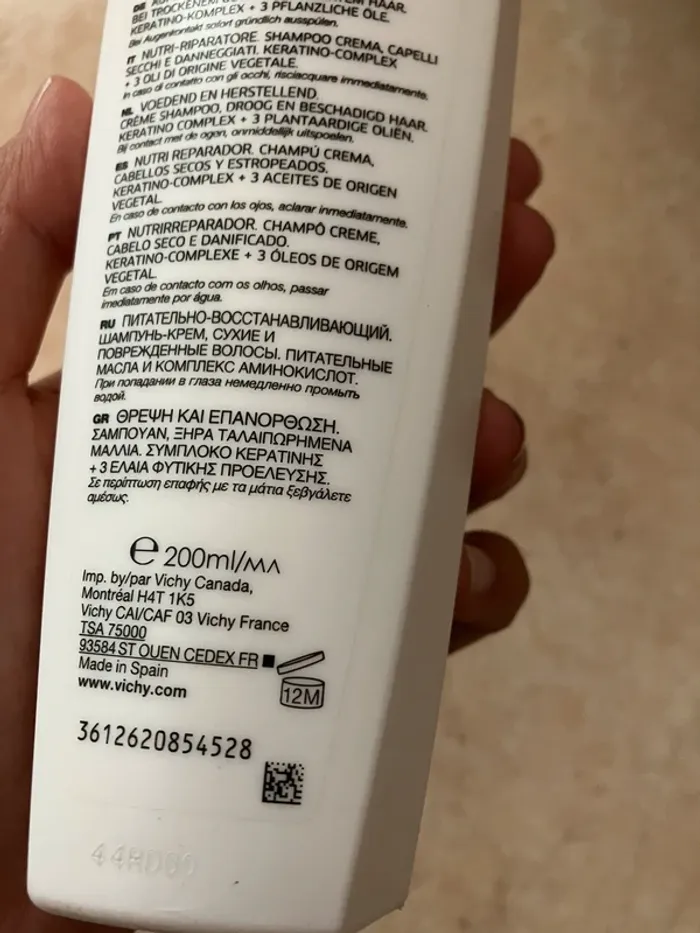 BEI TROCKENEM
KERATINO-KOMPLEX + 3 PFLANZLICHE ÖLE.
Bei Augenkontakt sofort gründlich ausspülen.
IT NUTRI-RIPARATORE. SHAMPOO CREMA, CAPELLI
SECCHI E DANNEGGIATI. KERATINO-COMPLEX
+ 3 OLI DI ORIGINE VEGETALE.
In caso di contatto con gli occhi, risciacquare immediatamente.
NL VOEDEND EN HERSTELLEND.
CRÈME SHAMPOO, DROOG EN BESCHADIGD HAAR.
KERATINO COMPLEX + 3 PLANTAARDIGE OLIËN.
Bij contact met de ogen, onmiddellijk uitspoelen.
ES NUTRI REPARADOR. CHAMPÚ CREMA,
CABELLOS SECOS Y ESTROPEADOS.
KERATINO-COMPLEX + 3 ACEITES DE ORIGEN
VEGETAL.
En caso de contacto con los ojos, aclarar inmediatamente.
PT NUTRIRREPARADOR. CHAMPÔ CREME,
CABELO SECO E DANIFICADO.
KERATINO-COMPLEXE + 3 ÓLEOS DE ORIGEM
VEGETAL.
Em caso de contacto com os olhos, passar
imediatamente por água.
RU ПИТАТЕЛЬНО-ВОССТАНАВЛИВАЮЩИЙ.
ШАМПУНЬ-КРЕМ, СУХИЕ И
ПОВРЕЖДЕННЫЕ ВОЛОСЫ. ПИТАТЕЛЬНЫЕ
МАСЛА И КОМПЛЕКС АМИНОКИСЛОТ.
При попадании в глаза немедленно промыть
водой.
GR ΘΡΕΨΗ ΚΑΙ ΕΠΑΝΟΡΘΩΣΗ.
ΣΑΜΠΟΥΑΝ, ΞΗΡΑ ΤΑΛΑΙΠΩΡΗΜΕΝΑ
ΜΑΛΛΙΑ. ΣΥΜΠΛΟΚΟ ΚΕΡΑΤΙΝΗΣ
+ 3 ΕΛΑΙΑ ΦΥΤΙΚΗΣ ΠΡΟΕΛΕΥΣΗΣ.
Σε περίπτωση επαφής με τα μάτια ξεβγάλετε
αμέσως.
℮ 200ml/мл
Imp. by/par Vichy Canada,
Montréal H4T 1K5
Vichy CAI/CAF 03 Vichy France
TSA 75000
93584 ST OUEN CEDEX FR
Made in Spain
www.vichy.com
12M
3612620854528